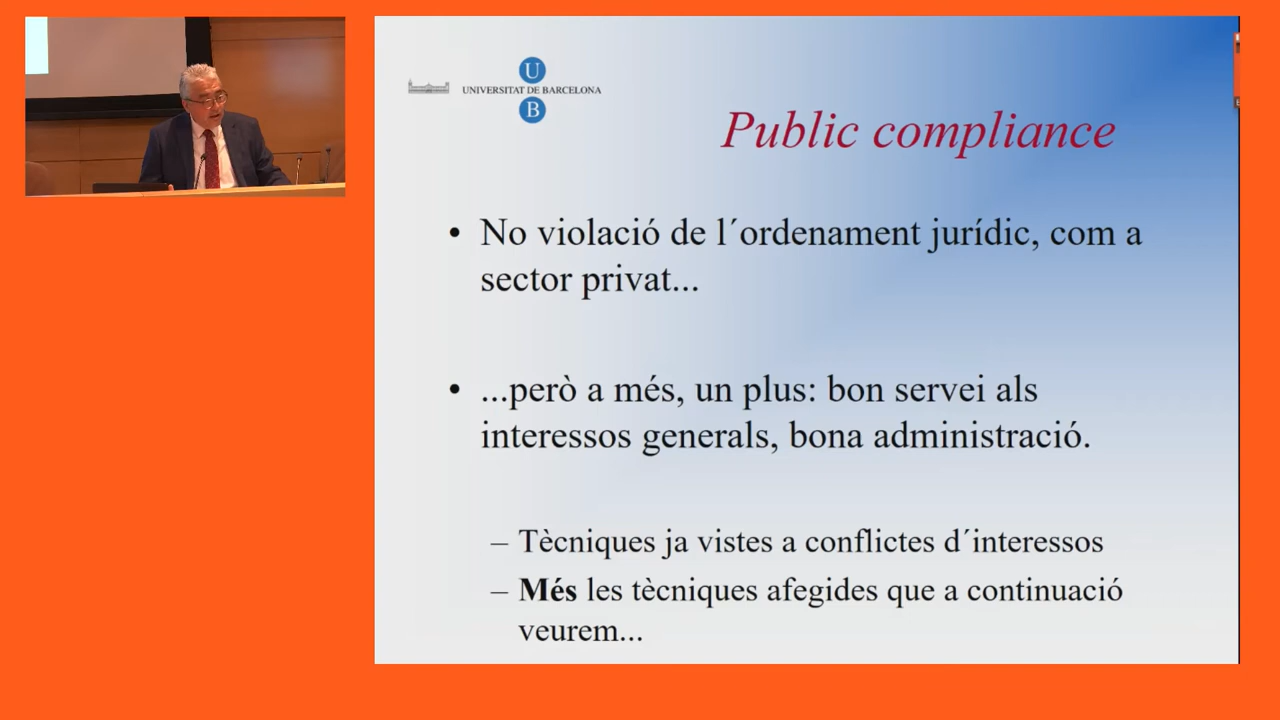 U
UNIVERSITAT DE BARCELONA
B
Public compliance
• No violació de l´ordenament jurídic, com a
sector privat...
• ...però a més, un plus: bon servei als
interessos generals, bona administració.
– Tècniques ja vistes a conflictes d´interessos
– Més les tècniques afegides que a continuació
veurem...